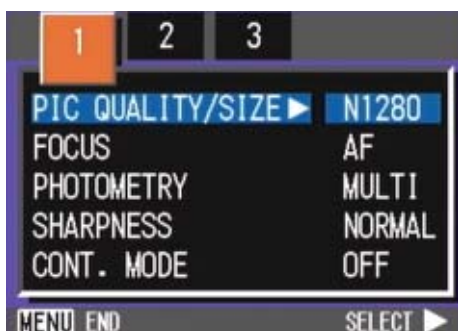 1 2 3
PIC QUALITY/SIZE▶ N1280
FOCUS AF
PHOTOMETRY MULTI
SHARPNESS NORMAL
CONT. MODE OFF
MENU END SELECT ▶